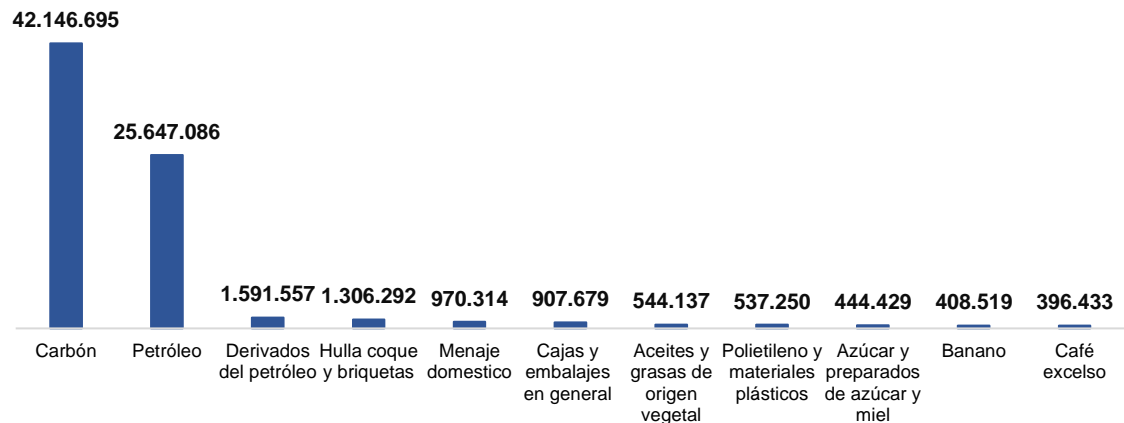 42.146.695
25.647.086
1.591.557
1.306.292
970.314
907.679
544.137
537.250
444.429
408.519
396.433
Carbón
Petróleo
Derivados
del petróleo
Hulla coque
y briquetas
Menaje
domestico
Cajas y
embalajes
en general
Aceites y
grasas de
origen
vegetal
Polietileno y
materiales
plásticos
Azúcar y
preparados
de azúcar y
miel
Banano
Café
excelso